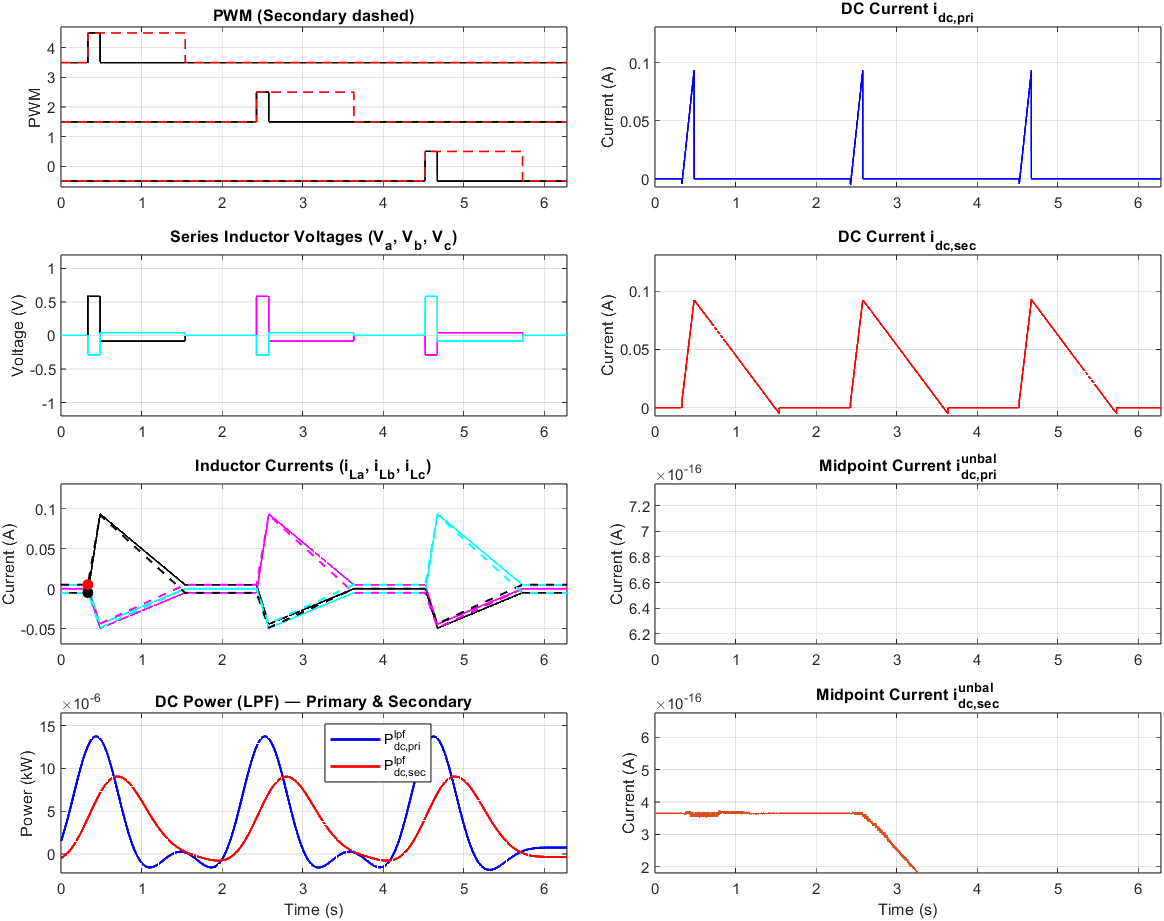 PWM (Secondary dashed)
PWM
4
3
2
1
0
0 1 2 3 4 5 6
DC Current i_dc,pri
Current (A)
0.1
0.05
0
0 1 2 3 4 5 6
Series Inductor Voltages (V_a, V_b, V_c)
Voltage (V)
1
0.5
0
-0.5
-1
0 1 2 3 4 5 6
DC Current i_dc,sec
Current (A)
0.1
0.05
0
0 1 2 3 4 5 6
Inductor Currents (i_La, i_Lb, i_Lc)
Current (A)
0.1
0.05
0
-0.05
0 1 2 3 4 5 6
Midpoint Current i_dc,pri^unbal
×10^-16
Current (A)
7.2
7
6.8
6.6
6.4
6.2
0 1 2 3 4 5 6
DC Power (LPF) — Primary & Secondary
×10^-6
Power (kW)
15
10
5
0
P_dc,pri^lpf
P_dc,sec^lpf
0 1 2 3 4 5 6
Time (s)
Midpoint Current i_dc,sec^unbal
×10^-16
Current (A)
6
5
4
3
2
0 1 2 3 4 5 6
Time (s)